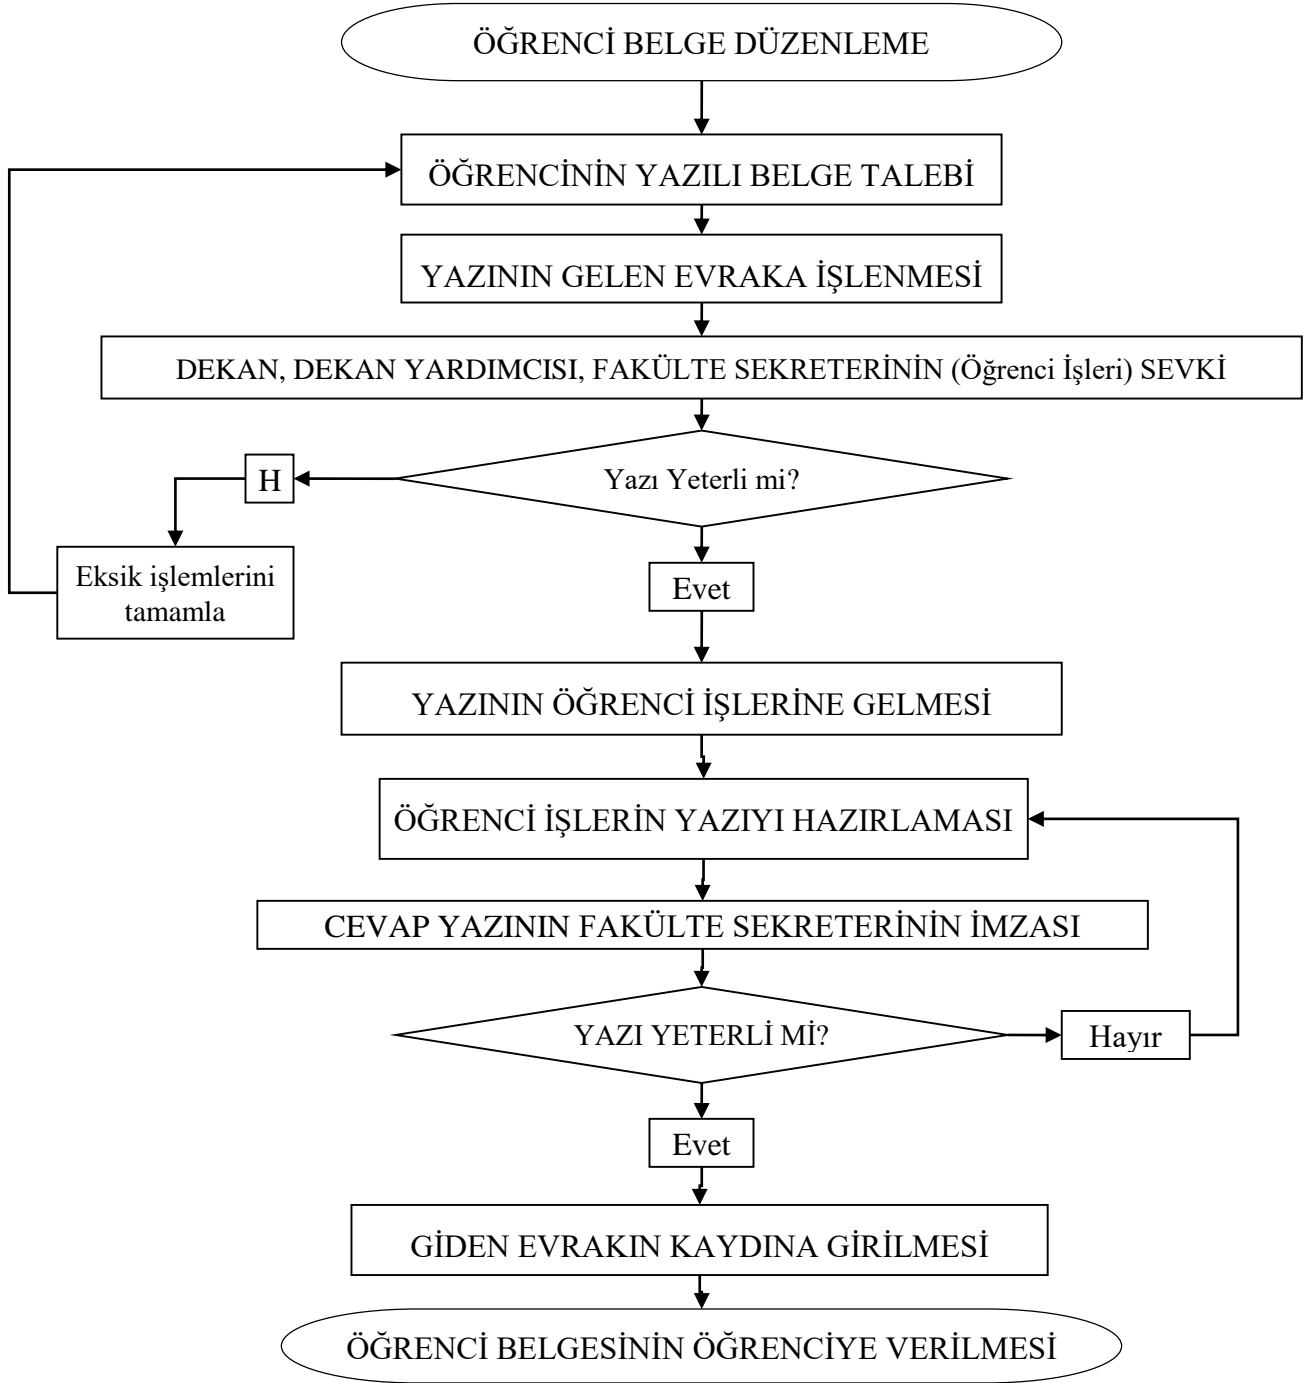 ÖĞRENCİ BELGE DÜZENLEME
ÖĞRENCİNİN YAZILI BELGE TALEBİ
YAZININ GELEN EVRAKA İŞLENMESİ
DEKAN, DEKAN YARDIMCISI, FAKÜLTE SEKRETERİNİN (Öğrenci İşleri) SEVKİ
Yazı Yeterli mi?
H
Eksik işlemlerini
tamamla
Evet
YAZININ ÖĞRENCİ İŞLERİNE GELMESİ
ÖĞRENCİ İŞLERİN YAZIYI HAZIRLAMASI
CEVAP YAZININ FAKÜLTE SEKRETERİNİN İMZASI
YAZI YETERLİ Mİ?
Hayır
Evet
GİDEN EVRAKIN KAYDINA GİRİLMESİ
ÖĞRENCİ BELGESİNİN ÖĞRENCİYE VERİLMESİ